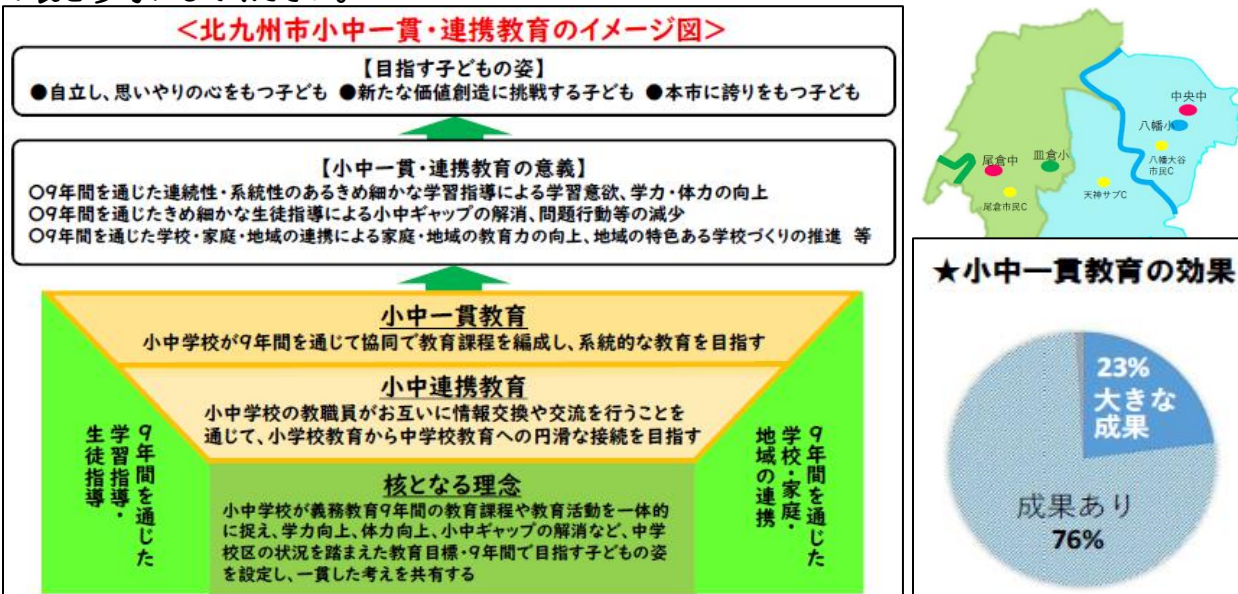 ＜北九州市小中一貫・連携教育のイメージ図＞
【目指す子どもの姿】
●自立し、思いやりの心をもつ子ども ●新たな価値創造に挑戦する子ども ●本市に誇りをもつ子ども
【小中一貫・連携教育の意義】
○9年間を通じた連続性・系統性のあるきめ細かな学習指導による学習意欲、学力・体力の向上
○9年間を通じたきめ細かな生徒指導による小中ギャップの解消、問題行動等の減少
○9年間を通じた学校・家庭・地域の連携による家庭・地域の教育力の向上、地域の特色ある学校づくりの推進 等
小中一貫教育
小中学校が9年間を通じて協同で教育課程を編成し、系統的な教育を目指す
小中連携教育
小中学校の教職員がお互いに情報交換や交流を行うことを
通じて、小学校教育から中学校教育への円滑な接続を目指す
核となる理念
小中学校が義務教育9年間の教育課程や教育活動を一体的
に捉え、学力向上、体力向上、小中ギャップの解消など、中学
校区の状況を踏まえた教育目標・9年間で目指す子どもの姿
を設定し、一貫した考えを共有する
9年間を通じた
学習指導・
生徒指導
9年間を通じた
学校・家庭・
地域の連携
中央中
八幡小
八幡大谷
市民C
尾倉中
皿倉小
尾倉市民C
天神サブC
★小中一貫教育の効果
23%
大きな
成果
成果あり
76%